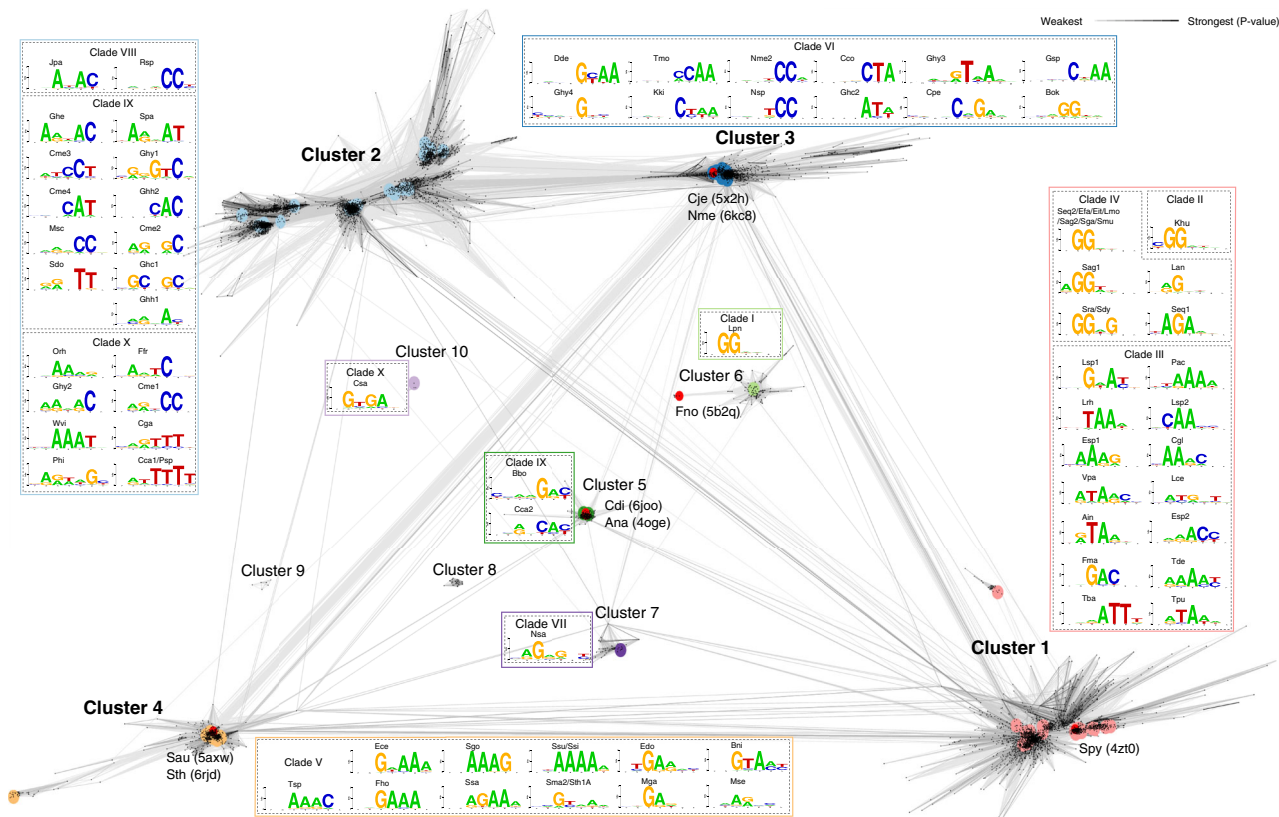 Weakest Strongest (P-value)
Clade VIII
Jpa Rsp
Clade IX
Ghe Spa
Cme3 Ghy1
Cme4 Ghh2
Msc Cme2
Sdo Ghc1
Ghh1
Clade X
Orh Ffr
Ghy2 Cme1
Wvi Cga
Phi Cca1/Psp
Cluster 2
Clade VI
Dde Tmo Nme2 Cco Ghy3 Gsp
Ghy4 Kki Nsp Ghc2 Cpe Bok
Cluster 3
Cje (5x2h)
Nme (6kc8)
Clade IV
Seq2/Efa/Eit/Lmo
/Sag2/Sga/Smu
Clade II
Khu
Sag1 Lan
Sra/Sdy Seq1
Clade III
Lsp1 Pac
Lrh Lsp2
Esp1 Cgl
Vpa Lce
Ain Esp2
Fma Tde
Tba Tpu
Clade I
Lpn
Cluster 10
Clade X
Csa
Cluster 6
Fno (5b2q)
Clade IX
Bbo
Cca2
Cluster 5
Cdi (6joo)
Ana (4oge)
Cluster 9
Cluster 8
Clade VII
Nsa
Cluster 7
Cluster 1
Spy (4zt0)
Cluster 4
Sau (5axw)
Sth (6rjd)
Clade V
Ece Sgo Ssu/Ssi Edo Bni
Tsp Fho Ssa Sma2/Sth1A Mga Mse